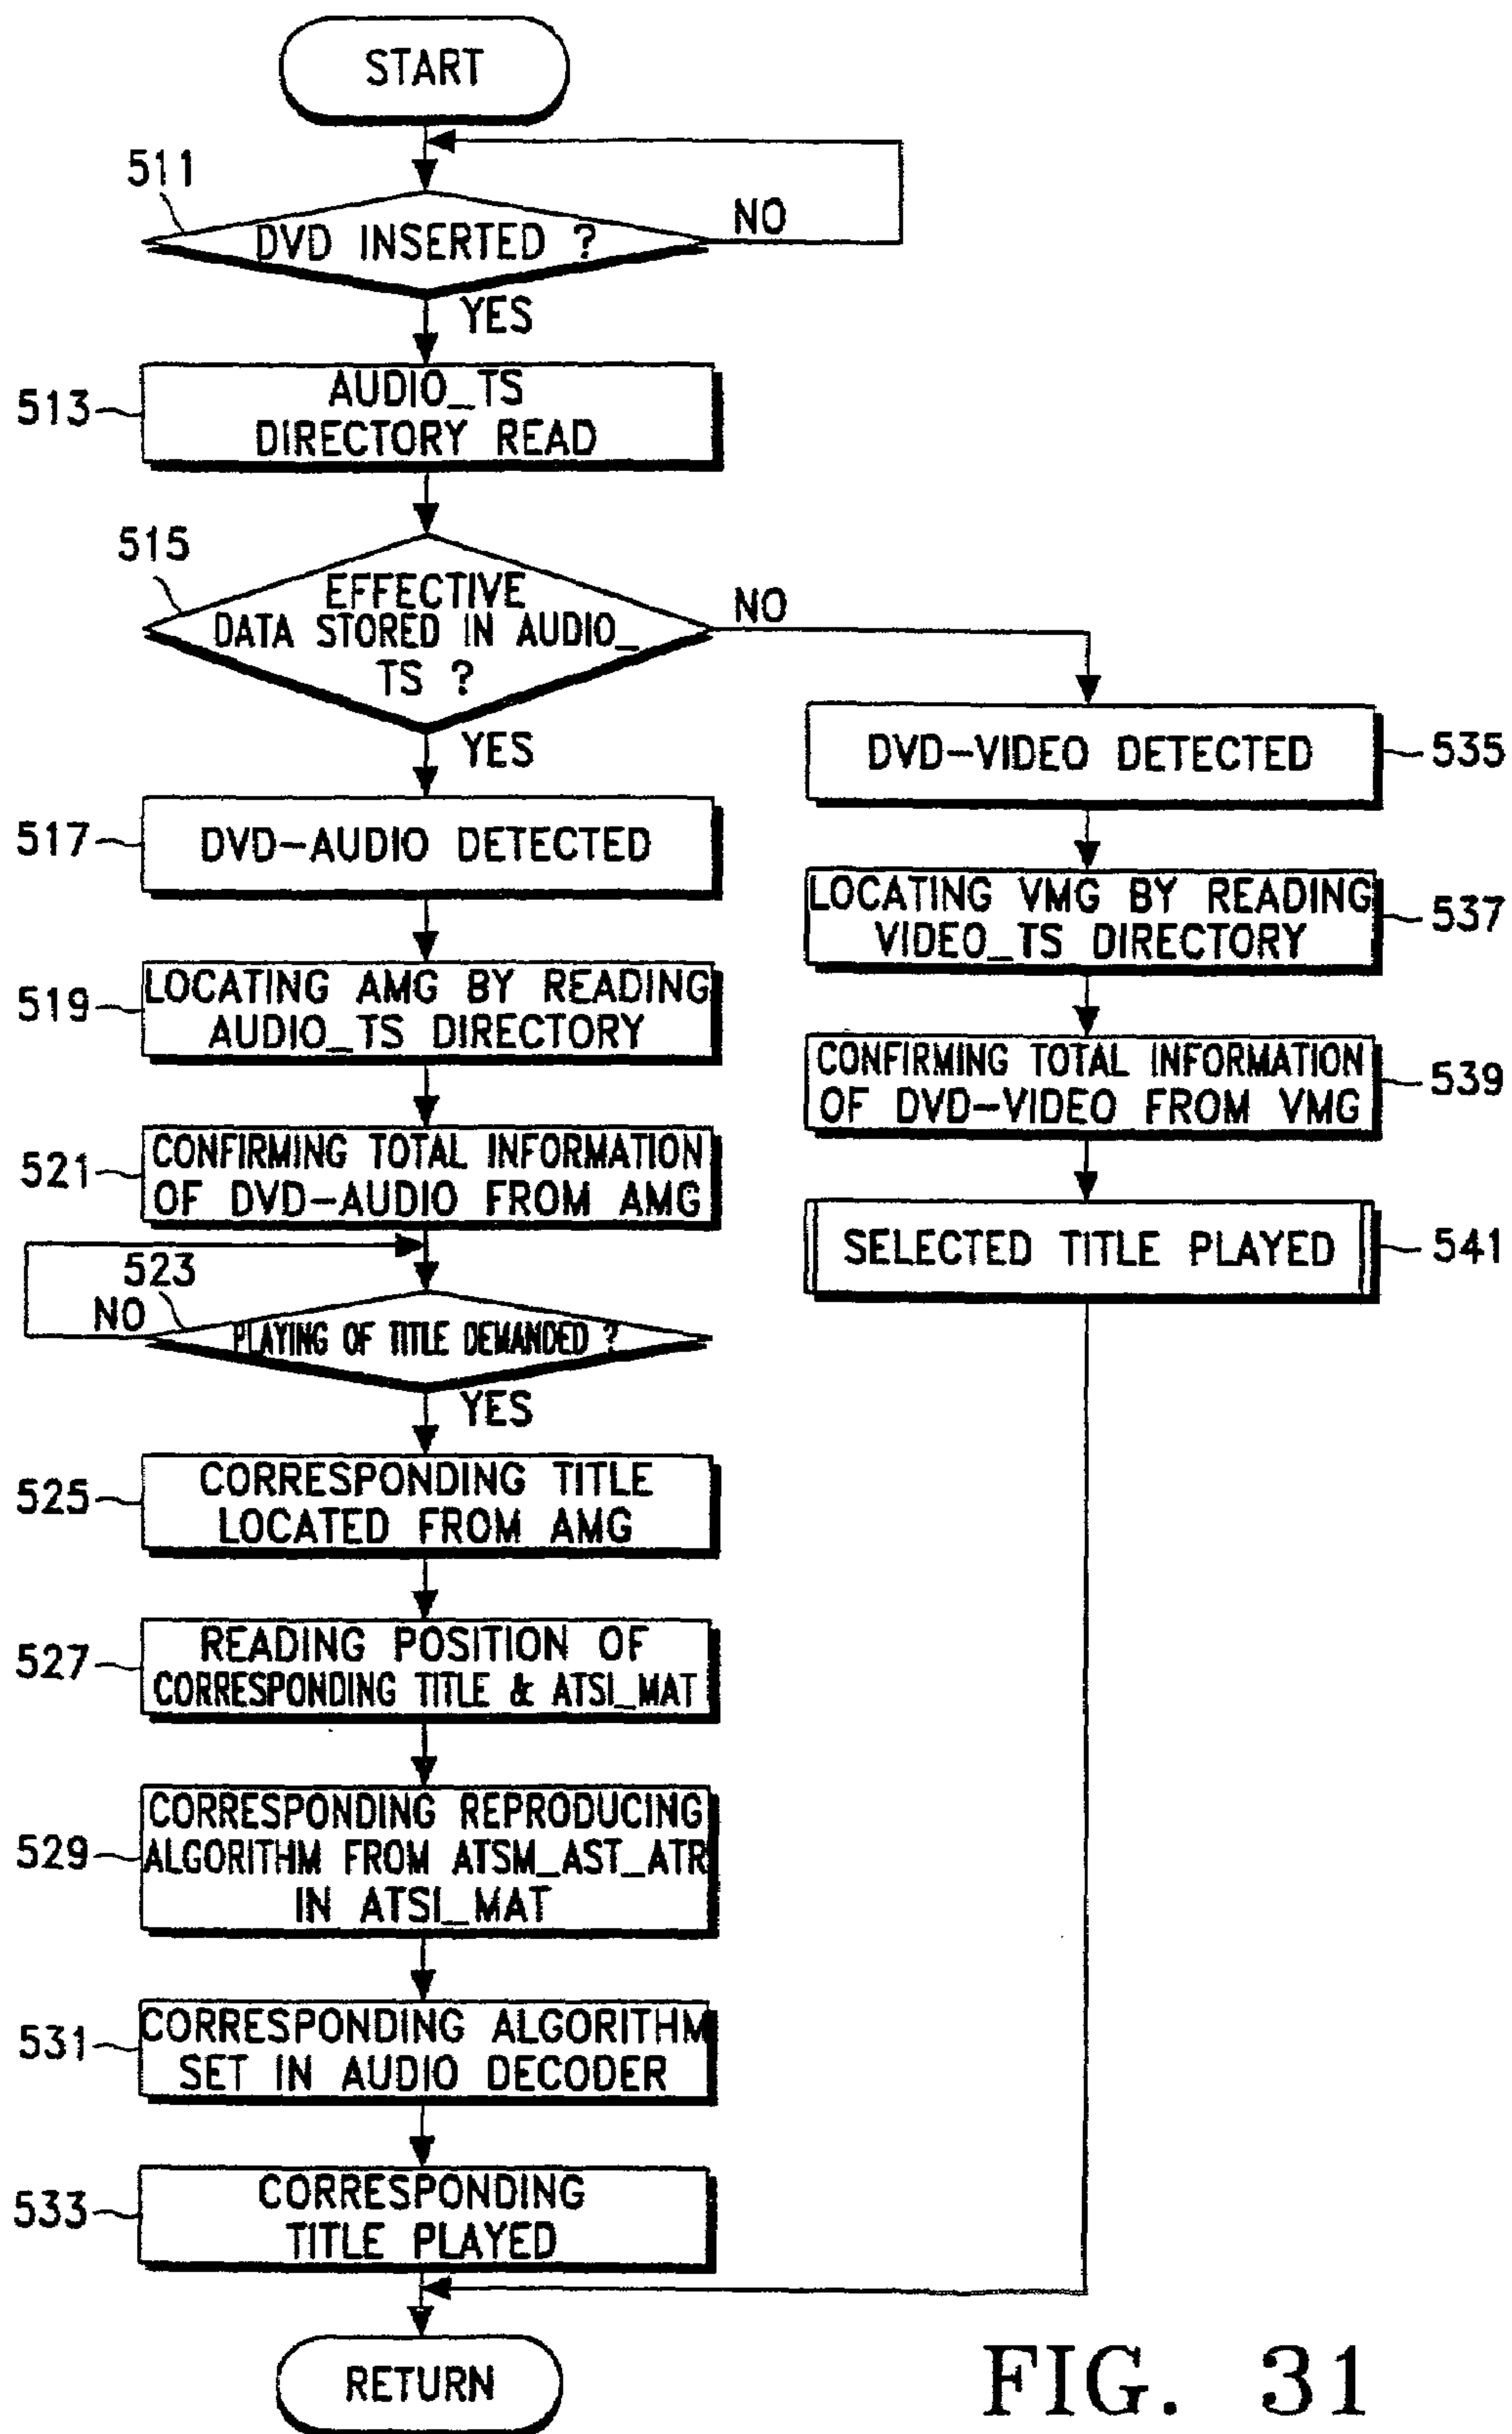 START
511
DVD INSERTED ?
NO
YES
513
AUDIO_TS
DIRECTORY READ
515
EFFECTIVE
DATA STORED IN AUDIO_
TS ?
NO
YES
517
DVD-AUDIO DETECTED
519
LOCATING AMG BY READING
AUDIO_TS DIRECTORY
521
CONFIRMING TOTAL INFORMATION
OF DVD-AUDIO FROM AMG
523
NO
PLAYING OF TITLE DEMANDED ?
YES
525
CORRESPONDING TITLE
LOCATED FROM AMG
527
READING POSITION OF
CORRESPONDING TITLE & ATSI_MAT
529
CORRESPONDING REPRODUCING
ALGORITHM FROM ATSM_AST_ATR
IN ATSI_MAT
531
CORRESPONDING ALGORITHM
SET IN AUDIO DECODER
533
CORRESPONDING
TITLE PLAYED
RETURN
DVD-VIDEO DETECTED
535
LOCATING VMG BY READING
VIDEO_TS DIRECTORY
537
CONFIRMING TOTAL INFORMATION
OF DVD-VIDEO FROM VMG
539
SELECTED TITLE PLAYED
541
FIG. 31